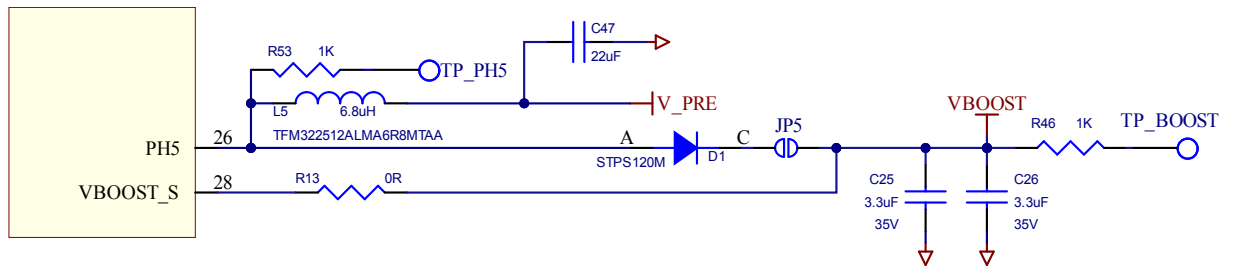 C47
22uF
R53 1K
TP_PH5
L5 6.8uH
V_PRE
TFM322512ALMA6R8MTAA
VBOOST
JP5
R46 1K
TP_BOOST
PH5 26
A
C
STPS120M
D1
VBOOST_S 28
R13 0R
C25
3.3uF
35V
C26
3.3uF
35V